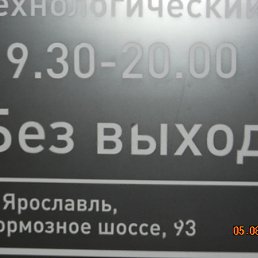 ехнологический
9.30-20.00
Без выход
Ярославль,
ормозное шоссе, 93
05.06